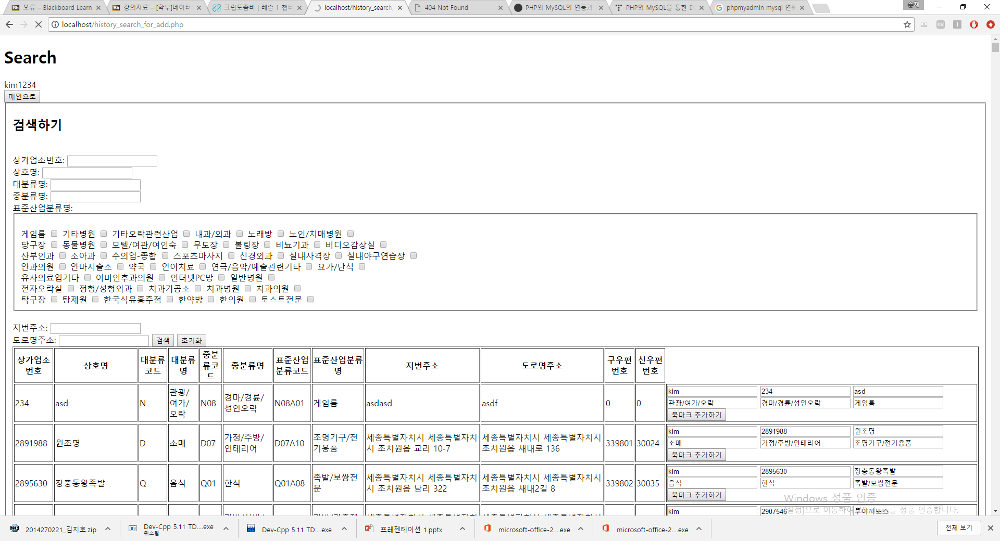 오류 – Blackboard Learn
강의자료 – [학부]데이터
크립토좀비 | 레슨 1 챕터
localhost/history_search
404 Not Found
PHP와 MySQL의 연동과
PHP와 MySQL을 통한 D
phpmyadmin mysql 연동
송재
localhost/history_search_for_add.php
Search
kim1234
메인으로
검색하기
상가업소번호:
상호명:
대분류명:
중분류명:
표준산업분류명:
게임룸 기타병원 기타오락관련산업 내과/외과 노래방 노인/치매병원
당구장 동물병원 모텔/여관/여인숙 무도장 볼링장 비뇨기과 비디오감상실
산부인과 소아과 수의업-종합 스포츠마사지 신경외과 실내사격장 실내야구연습장
안과의원 안마시술소 약국 언어치료 연극/음악/예술관련기타 요가/단식
유사의료업기타 이비인후과의원 인터넷PC방 일반병원
전자오락실 정형/성형외과 치과기공소 치과병원 치과의원
탁구장 탕제원 한국식유흥주점 한약방 한의원 토스트전문
지번주소:
도로명주소: 검색 초기화
상가업소번호 상호명 대분류코드 대분류명 중분류코드 중분류명 표준산업분류코드 표준산업분류명 지번주소 도로명주소 구우편번호 신우편번호
234 asd N 관광/여가/오락 N08 경마/경륜/성인오락 N08A01 게임룸 asdasd asdf 0 0 kim 234 asd
관광/여가/오락 경마/경륜/성인오락 게임룸
북마크 추가하기
2891988 원조명 D 소매 D07 가정/주방/인테리어 D07A10 조명기구/전기용품 세종특별자치시 세종특별자치시 조치원읍 교리 10-7 세종특별자치시 세종특별자치시 조치원읍 새내로 136 339801 30024 kim 2891988 원조명
소매 가정/주방/인테리어 조명기구/전기용품
북마크 추가하기
2895630 장충동왕족발 Q 음식 Q01 한식 Q01A08 족발/보쌈전문 세종특별자치시 세종특별자치시 조치원읍 남리 322 세종특별자치시 세종특별자치시 조치원읍 새내2길 8 339802 30035 kim 2895630 장충동왕족발
음식 한식 족발/보쌈전문
북마크 추가하기
kim 2907546 루이까또즈
Windows 정품 인증
[설정]으로 이동하여 Windows를 정품 인증합니다.
2014270221_김지호.zip
Dev-Cpp 5.11 TD....exe
취소됨
Dev-Cpp 5.11 TD....exe
프레젠테이션 1.pptx
microsoft-office-2....exe
microsoft-office-2....exe
전체 보기